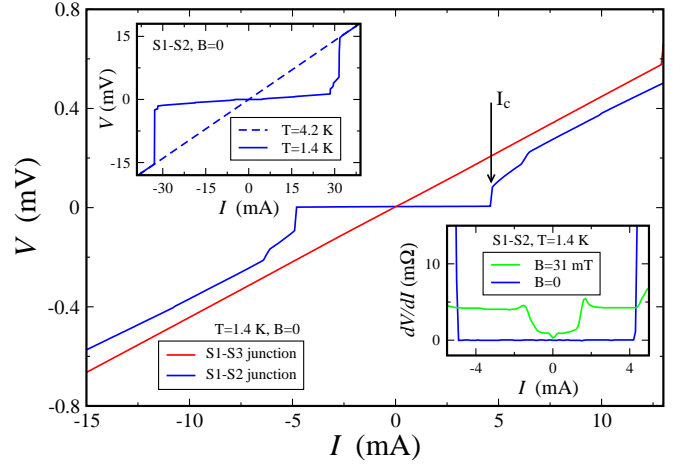 0.8
0.4
0
-0.4
-0.8
V (mV)
-15
-10
-5
0
5
10
I (mA)
I_c
T=1.4 K, B=0
S1-S3 junction
S1-S2 junction
S1-S2, B=0
15
0
-15
V (mV)
T=4.2 K
T=1.4 K
-30
-15
0
15
30
I (mA)
S1-S2, T=1.4 K
B=31 mT
B=0
10
0
dV/dI (mΩ)
-4
0
4
I (mA)